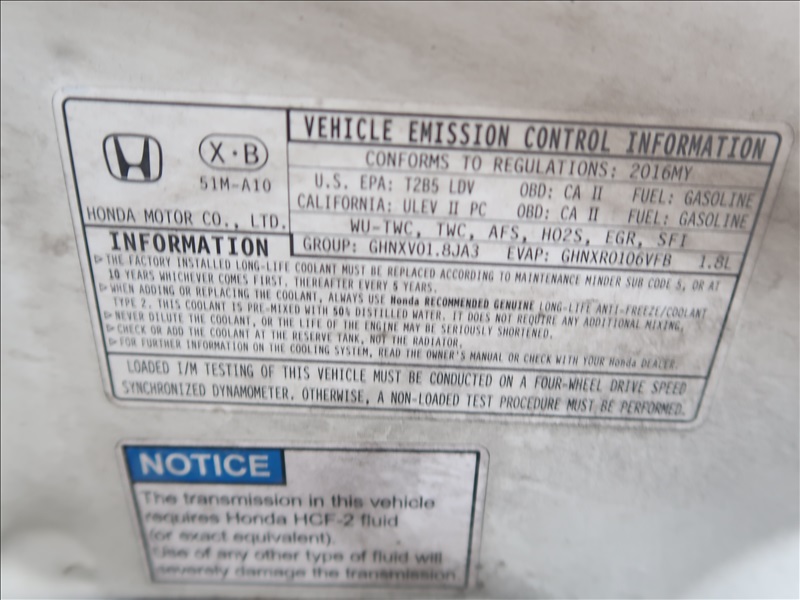 X·B
51M-A10
HONDA MOTOR CO., LTD.
VEHICLE EMISSION CONTROL INFORMATION
CONFORMS TO REGULATIONS: 2016MY
U.S. EPA: T2B5 LDV OBD: CA II FUEL: GASOLINE
CALIFORNIA: ULEV II PC OBD: CA II FUEL: GASOLINE
WU-TWC, TWC, AFS, HO2S, EGR, SFI
GROUP: GHNXV01.8JA3 EVAP: GHNXR0106VFB 1.8L
INFORMATION
▷THE FACTORY INSTALLED LONG-LIFE COOLANT MUST BE REPLACED ACCORDING TO MAINTENANCE MINDER SUB CODE 5, OR AT
10 YEARS WHICHEVER COMES FIRST. THEREAFTER EVERY 5 YEARS.
▷WHEN ADDING OR REPLACING THE COOLANT, ALWAYS USE Honda RECOMMENDED GENUINE LONG-LIFE ANTI-FREEZE/COOLANT
TYPE 2. THIS COOLANT IS PRE-MIXED WITH 50% DISTILLED WATER. IT DOES NOT REQUIRE ANY ADDITIONAL MIXING.
▷NEVER DILUTE THE COOLANT, OR THE LIFE OF THE ENGINE MAY BE SERIOUSLY SHORTENED.
▷CHECK OR ADD THE COOLANT AT THE RESERVE TANK, NOT THE RADIATOR.
▷FOR FURTHER INFORMATION ON THE COOLING SYSTEM, READ THE OWNER'S MANUAL OR CHECK WITH YOUR Honda DEALER.
LOADED I/M TESTING OF THIS VEHICLE MUST BE CONDUCTED ON A FOUR-WHEEL DRIVE SPEED
SYNCHRONIZED DYNAMOMETER. OTHERWISE, A NON-LOADED TEST PROCEDURE MUST BE PERFORMED.
NOTICE
The transmission in this vehicle
requires Honda HCF-2 fluid
(or exact equivalent).
Use of any other type of fluid will
severely damage the transmission.